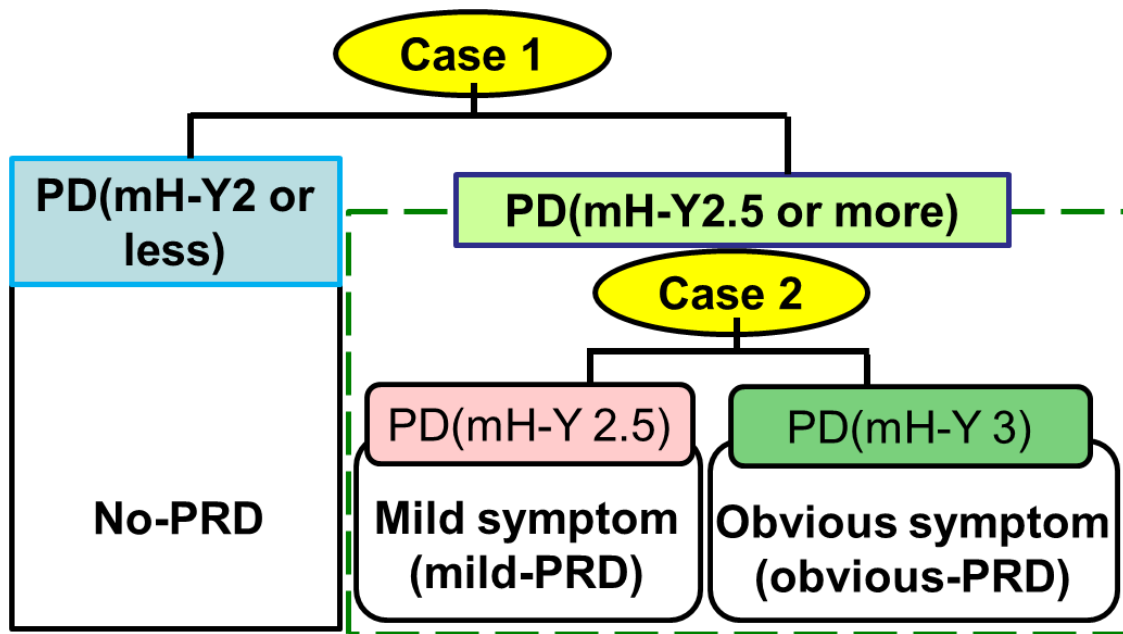 Case 1
PD(mH-Y2 or
less)
PD(mH-Y2.5 or more)
Case 2
PD(mH-Y 2.5)
PD(mH-Y 3)
No-PRD
Mild symptom
(mild-PRD)
Obvious symptom
(obvious-PRD)